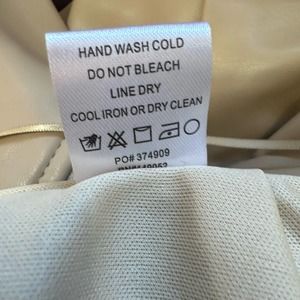 HAND WASH COLD
DO NOT BLEACH
LINE DRY
COOL IRON OR DRY CLEAN
PO# 374909